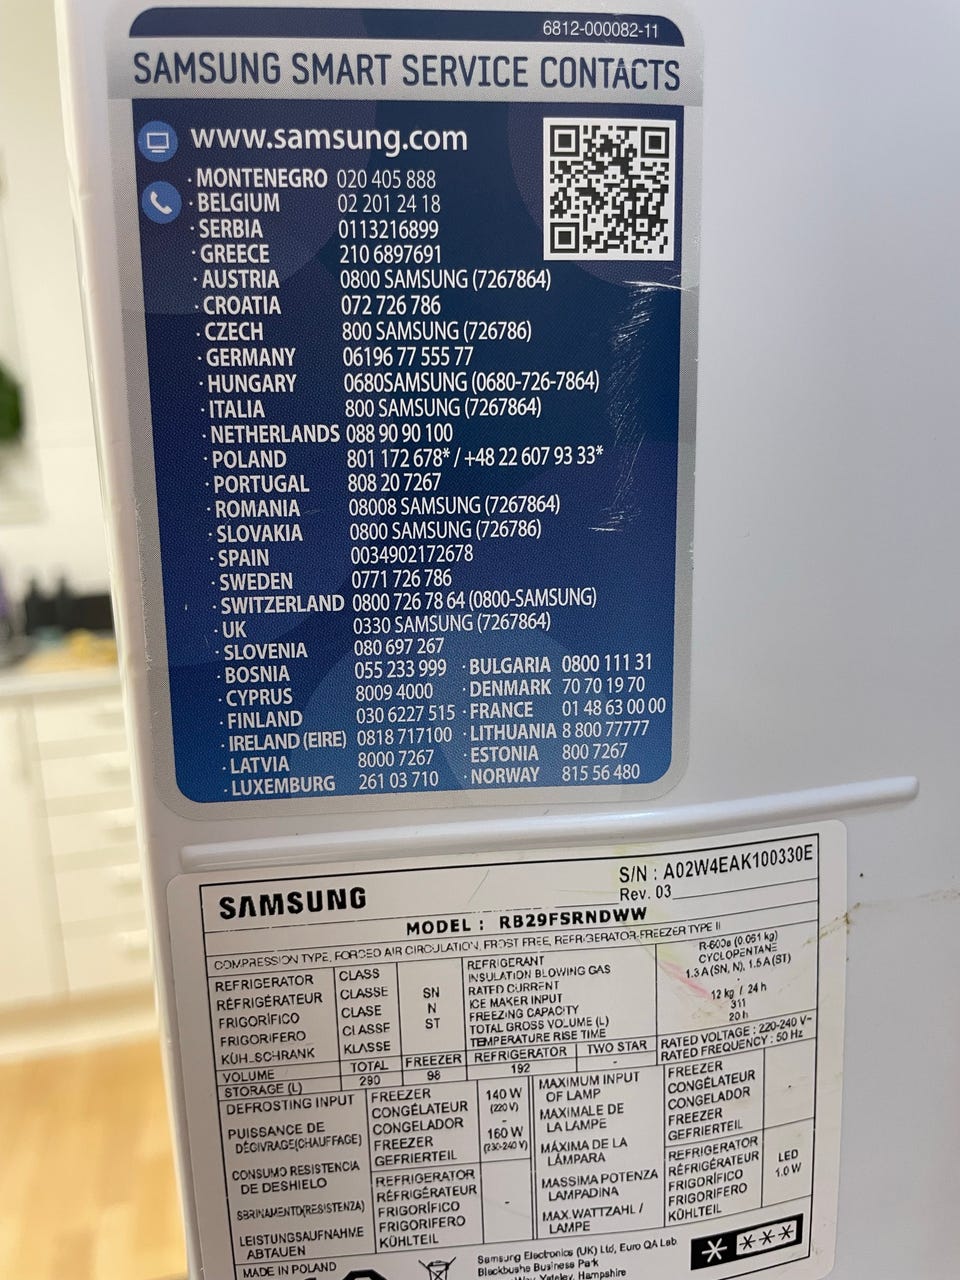 6812-000082-11
SAMSUNG SMART SERVICE CONTACTS
www.samsung.com
· MONTENEGRO 020 405 888
· BELGIUM 02 201 24 18
· SERBIA 0113216899
· GREECE 210 6897691
· AUSTRIA 0800 SAMSUNG (7267864)
· CROATIA 072 726 786
· CZECH 800 SAMSUNG (726786)
· GERMANY 06196 77 555 77
· HUNGARY 0680SAMSUNG (0680-726-7864)
· ITALIA 800 SAMSUNG (7267864)
· NETHERLANDS 088 90 90 100
· POLAND 801 172 678* / +48 22 607 93 33*
· PORTUGAL 808 20 7267
· ROMANIA 08008 SAMSUNG (7267864)
· SLOVAKIA 0800 SAMSUNG (726786)
· SPAIN 0034902172678
· SWEDEN 0771 726 786
· SWITZERLAND 0800 726 78 64 (0800-SAMSUNG)
· UK 0330 SAMSUNG (7267864)
· SLOVENIA 080 697 267
· BOSNIA 055 233 999 · BULGARIA 0800 111 31
· CYPRUS 8009 4000 · DENMARK 70 70 19 70
· FINLAND 030 6227 515 · FRANCE 01 48 63 00 00
· IRELAND (EIRE) 0818 717100 · LITHUANIA 8 800 77777
· LATVIA 8000 7267 · ESTONIA 800 7267
· LUXEMBURG 261 03 710 · NORWAY 815 56 480
S/N : A02W4EAK100330E
SAMSUNG Rev. 03
MODEL : RB29FSRNDWW
COMPRESSION TYPE, FORCED AIR CIRCULATION, FROST FREE, REFRIGERATOR-FREEZER TYPE II
REFRIGERATOR CLASS
RÉFRIGÉRATEUR CLASSE
FRIGORÍFICO CLASE
FRIGORIFERO CLASSE
KÜHLSCHRANK KLASSE
SN
N
ST
REFRIGERANT R-600a (0.061 kg)
INSULATION BLOWING GAS CYCLOPENTANE
RATED CURRENT 1.3 A (SN, N), 1.5 A (ST)
ICE MAKER INPUT -
FREEZING CAPACITY 12 kg / 24 h
TOTAL GROSS VOLUME (L) 311
TEMPERATURE RISE TIME 20 h
VOLUME TOTAL FREEZER REFRIGERATOR TWO STAR
STORAGE (L) 290 98 192 -
RATED VOLTAGE : 220-240 V~
RATED FREQUENCY : 50 Hz
DEFROSTING INPUT
PUISSANCE DE
DÉGIVRAGE(CHAUFFAGE)
CONSUMO RESISTENCIA
DE DESHIELO
SBRINAMENTO(RESISTENZA)
LEISTUNGSAUFNAHME
ABTAUEN
FREEZER
CONGÉLATEUR
CONGELADOR
FREEZER
GEFRIERTEIL
140 W
(220 V)
160 W
(230-240 V)
REFRIGERATOR
RÉFRIGÉRATEUR
FRIGORÍFICO
FRIGORIFERO
KÜHLTEIL
-
MAXIMUM INPUT
OF LAMP
MAXIMALE DE
LA LAMPE
MÁXIMA DE LA
LÁMPARA
MASSIMA POTENZA
LAMPADINA
MAX.WATTZAHL /
LAMPE
FREEZER
CONGÉLATEUR
CONGELADOR
FREEZER
GEFRIERTEIL
REFRIGERATOR
RÉFRIGÉRATEUR
FRIGORÍFICO
FRIGORIFERO
KÜHLTEIL
LED
1.0 W
MADE IN POLAND
Samsung Electronics (UK) Ltd, Euro QA Lab
Blackbushe Business Park
Way, Yateley, Hampshire